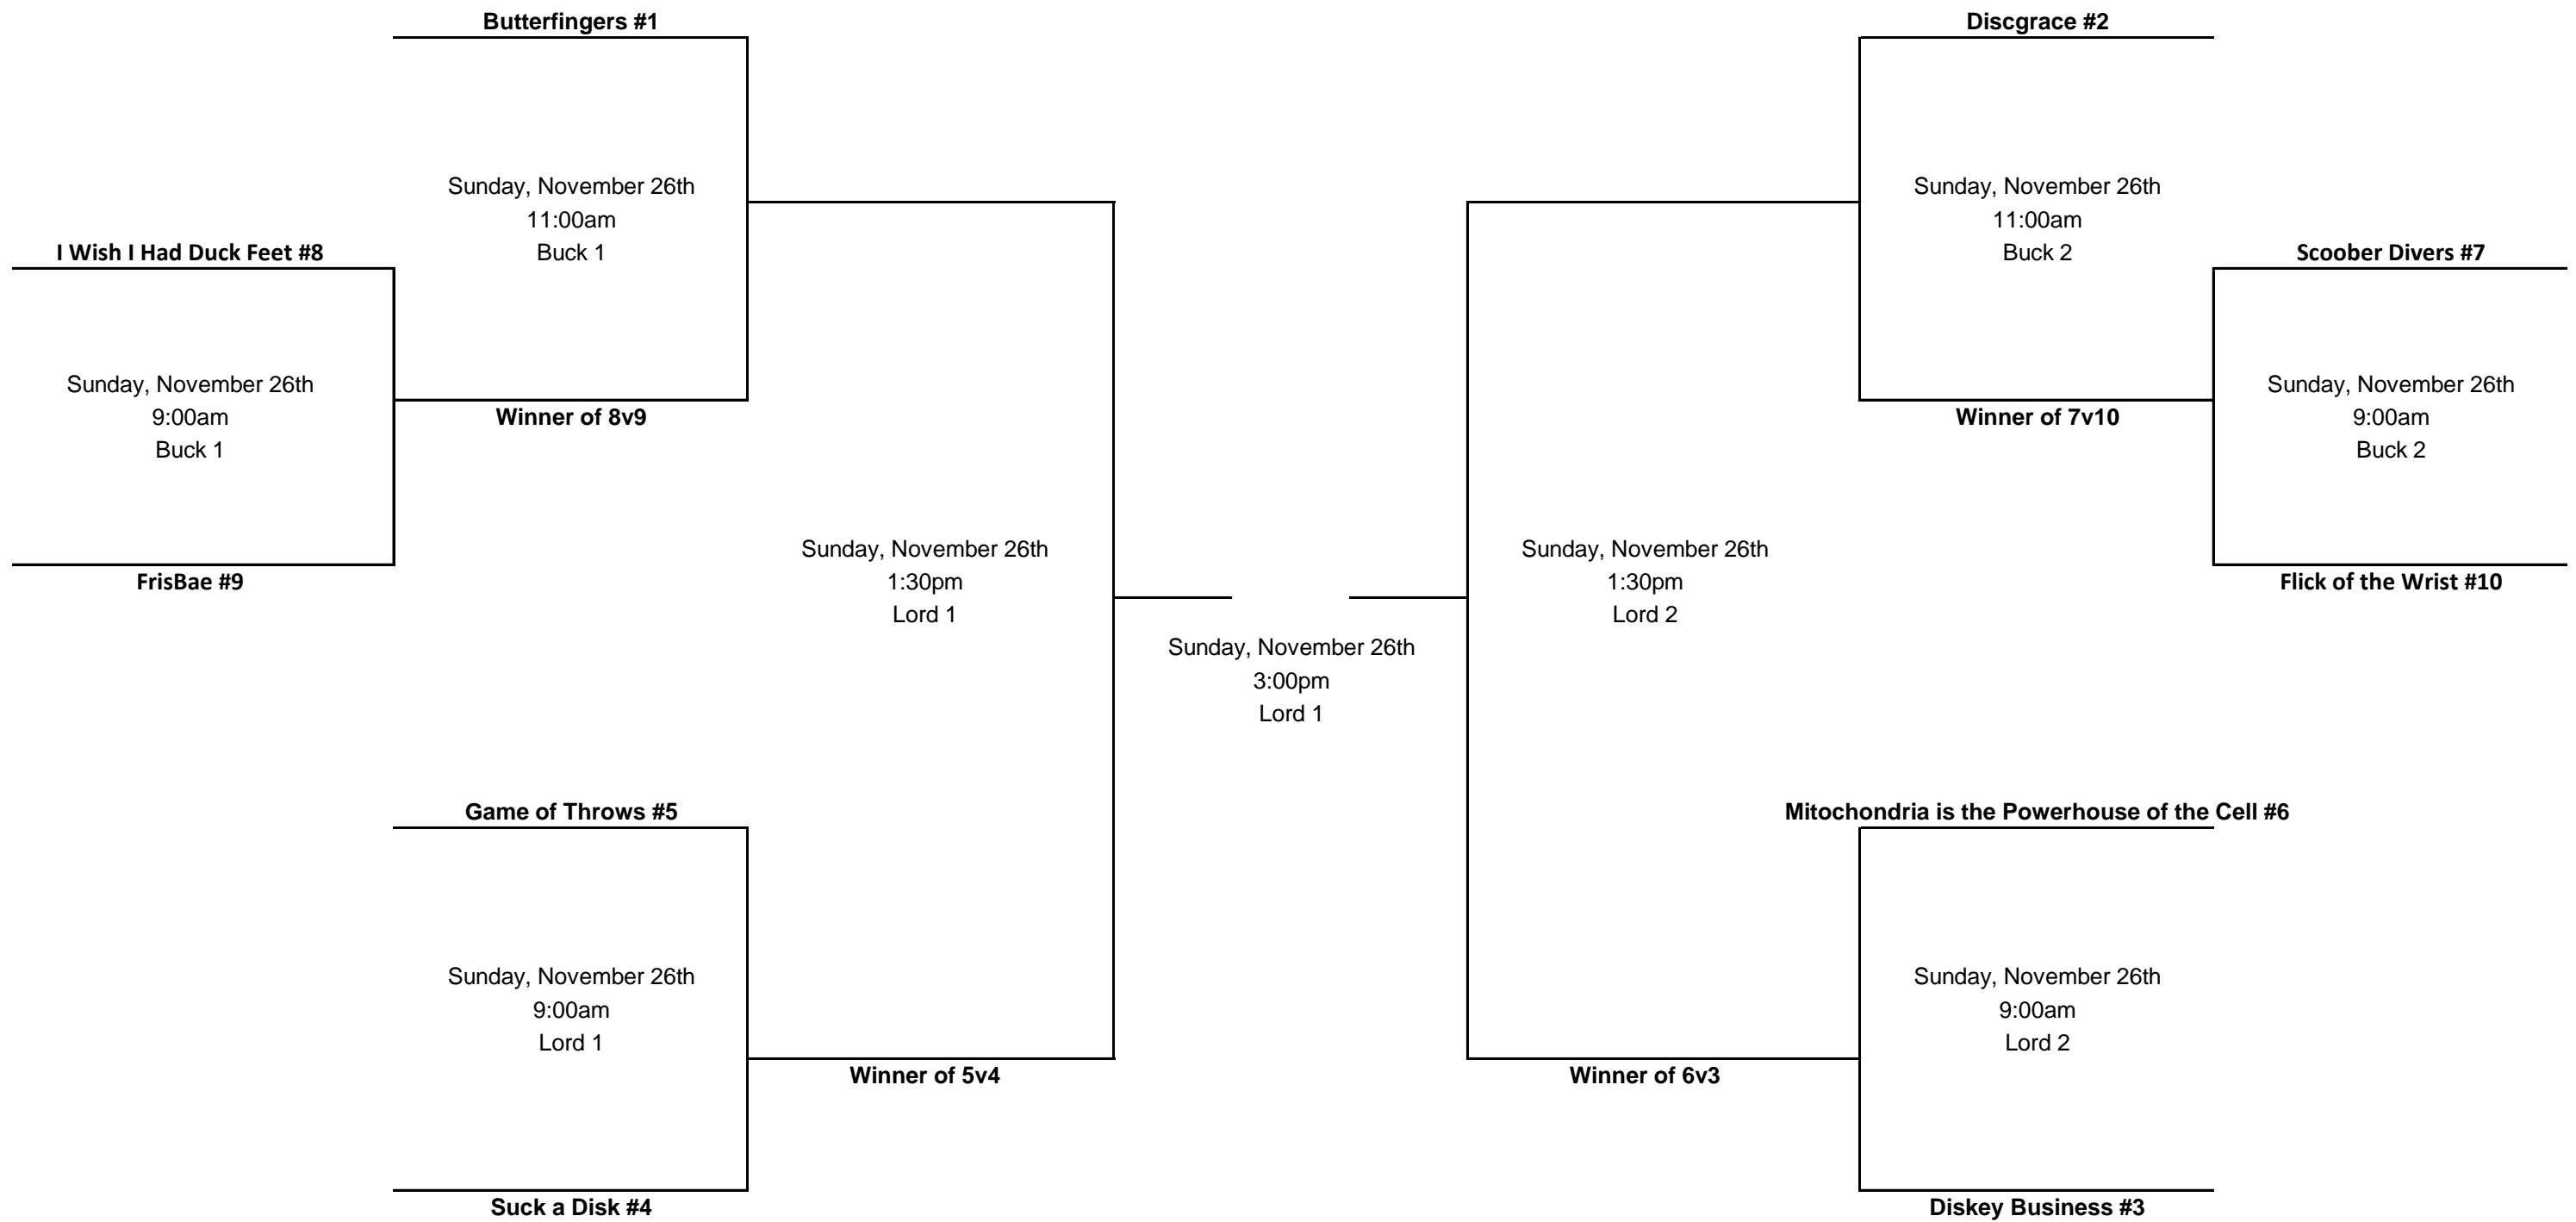 Butterfingers #1
Discgrace #2
Sunday, November 26th
11:00am
Buck 1
Sunday, November 26th
11:00am
Buck 2
I Wish I Had Duck Feet #8
Scoober Divers #7
Sunday, November 26th
9:00am
Buck 1
Winner of 8v9
Winner of 7v10
Sunday, November 26th
9:00am
Buck 2
FrisBae #9
Sunday, November 26th
1:30pm
Lord 1
Sunday, November 26th
1:30pm
Lord 2
Flick of the Wrist #10
Sunday, November 26th
3:00pm
Lord 1
Game of Throws #5
Mitochondria is the Powerhouse of the Cell #6
Sunday, November 26th
9:00am
Lord 1
Sunday, November 26th
9:00am
Lord 2
Winner of 5v4
Winner of 6v3
Suck a Disk #4
Diskey Business #3